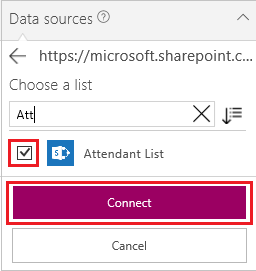 Data sources
https://microsoft.sharepoint.c...
Choose a list
Att
Attendant List
Connect
Cancel